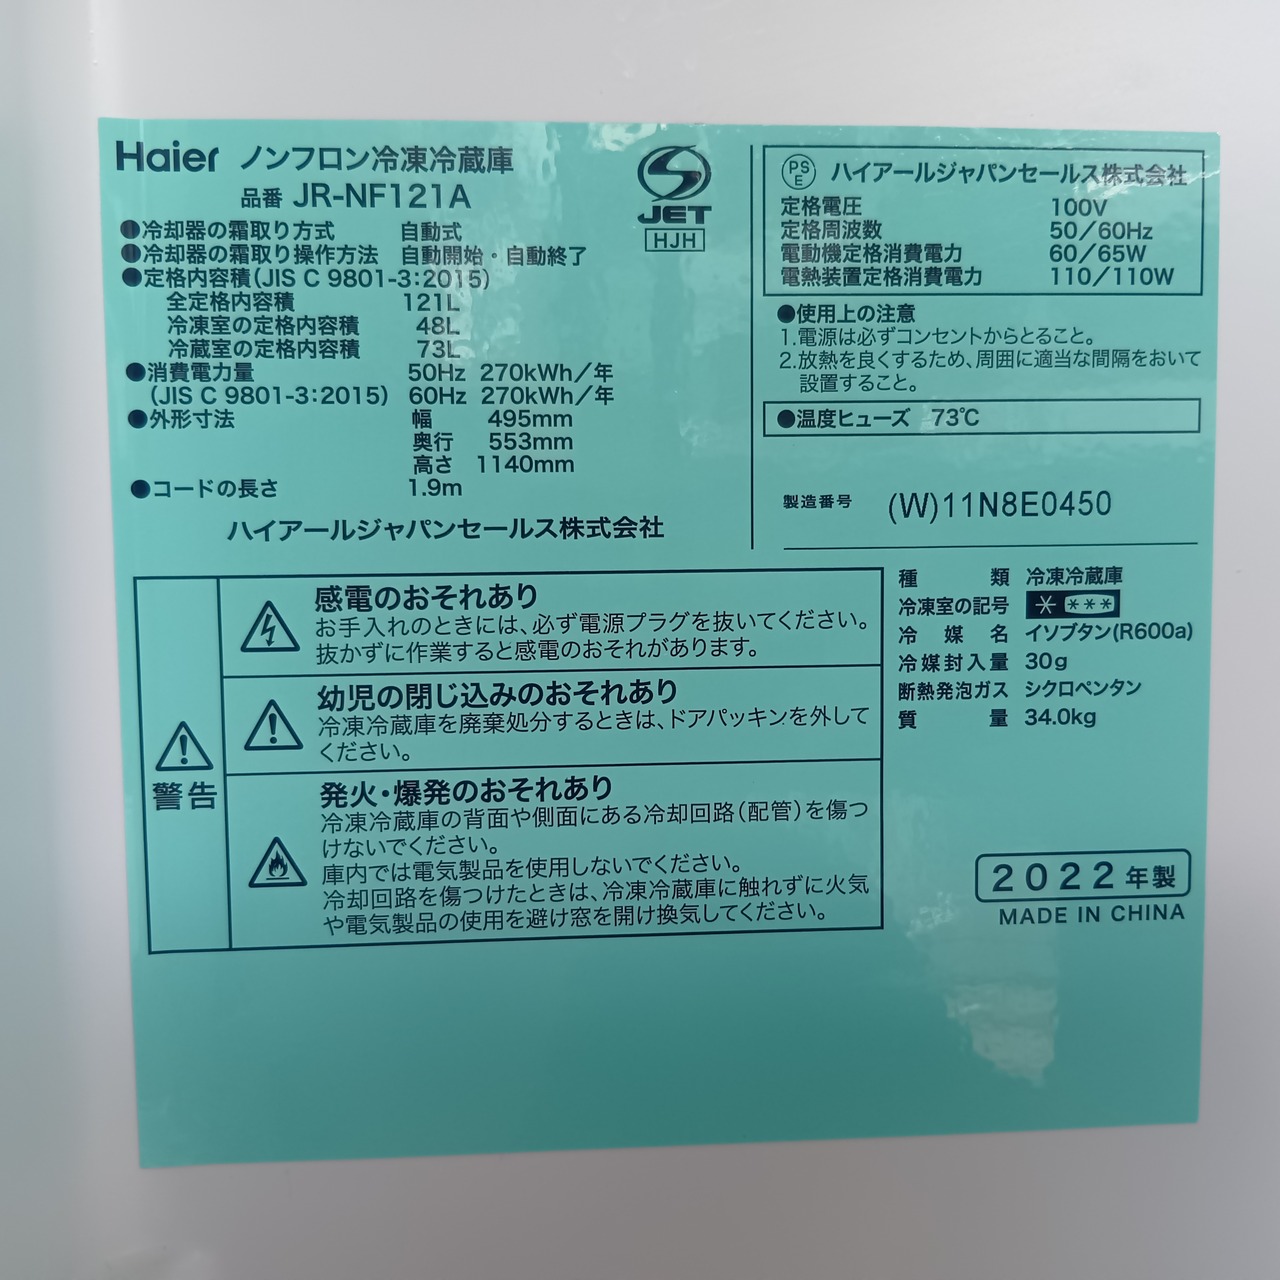 Haier ノンフロン冷凍冷蔵庫
品番 JR-NF121A
●冷却器の霜取り方式 自動式
●冷却器の霜取り操作方法 自動開始・自動終了
●定格内容積(JIS C 9801-3:2015)
全定格内容積 121L
冷凍室の定格内容積 48L
冷蔵室の定格内容積 73L
●消費電力量 50Hz 270kWh/年
(JIS C 9801-3:2015) 60Hz 270kWh/年
●外形寸法 幅 495mm
奥行 553mm
高さ 1140mm
●コードの長さ 1.9m
ハイアールジャパンセールス株式会社
JET
HJH
PS
E
ハイアールジャパンセールス株式会社
定格電圧 100V
定格周波数 50/60Hz
電動機定格消費電力 60/65W
電熱装置定格消費電力 110/110W
●使用上の注意
1.電源は必ずコンセントからとること。
2.放熱を良くするため、周囲に適当な間隔をおいて
設置すること。
●温度ヒューズ 73℃
製造番号 (W)11N8E0450
警告
感電のおそれあり
お手入れのときには、必ず電源プラグを抜いてください。
抜かずに作業すると感電のおそれがあります。
幼児の閉じ込みのおそれあり
冷凍冷蔵庫を廃棄処分するときは、ドアパッキンを外して
ください。
発火・爆発のおそれあり
冷凍冷蔵庫の背面や側面にある冷却回路(配管)を傷つ
けないでください。
庫内では電気製品を使用しないでください。
冷却回路を傷つけたときは、冷凍冷蔵庫に触れずに火気
や電気製品の使用を避け窓を開け換気してください。
種類 冷凍冷蔵庫
冷凍室の記号 * ***
冷媒名 イソブタン(R600a)
冷媒封入量 30g
断熱発泡ガス シクロペンタン
質量 34.0kg
2022年製
MADE IN CHINA